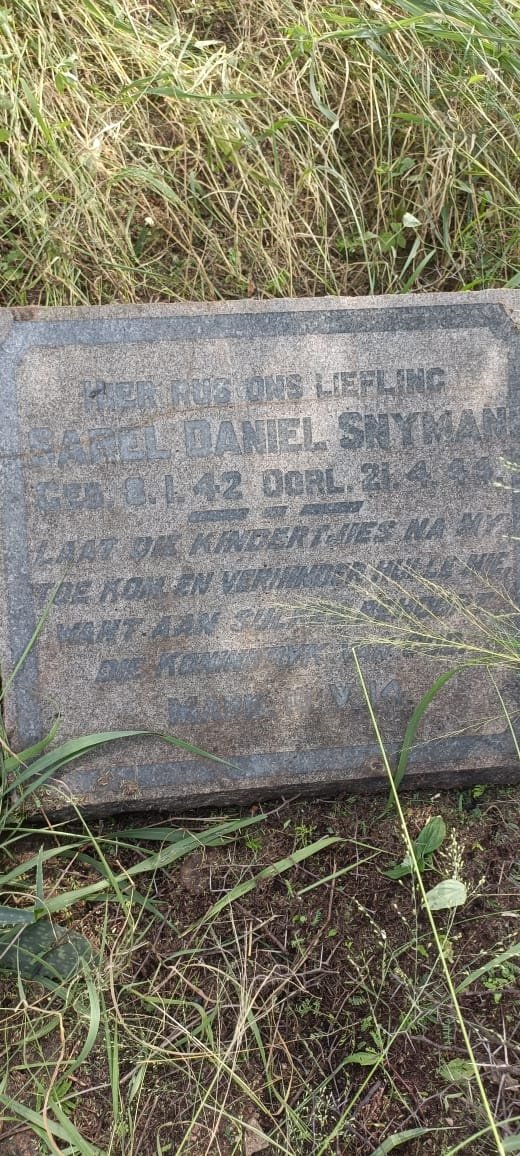 HIER RUS ONS LIEFLING
SAREL DANIEL SNYMAN
GEB. 8.1.42 OORL. 21.4.44
LAAT DIE KINDERTJIES NA MY
TOE KOM EN VERHINDER HULLE NIE
WANT AAN
DIE KONINKRYK